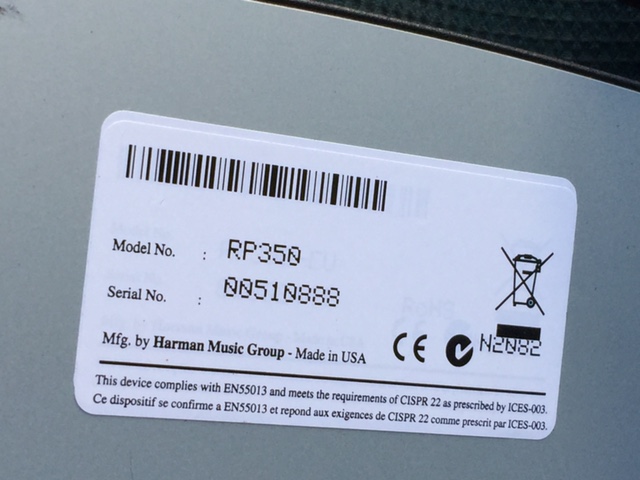 Model No. : RP350
Serial No. : 00510888
Mfg. by Harman Music Group - Made in USA
CE N2082
This device complies with EN55013 and meets the requirements of CISPR 22 as prescribed by ICES-003.
Ce dispositif se confirme a EN55013 et repond aux exigences de CISPR 22 comme prescrit par ICES-003.